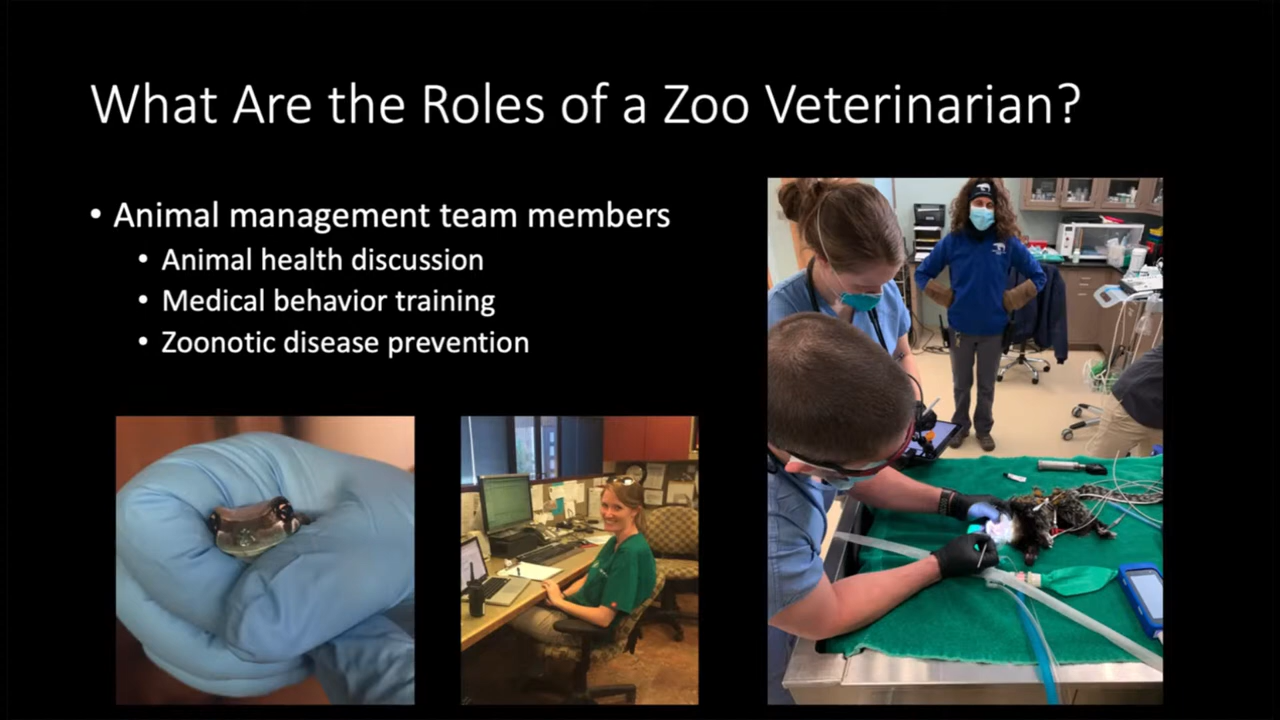 What Are the Roles of a Zoo Veterinarian?
• Animal management team members
• Animal health discussion
• Medical behavior training
• Zoonotic disease prevention